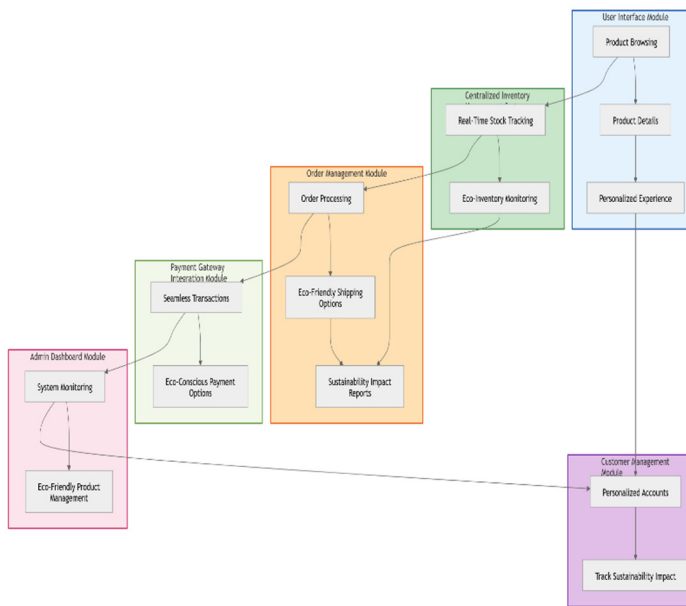 User Interface Module
Product Browsing
Product Details
Personalized Experience
Centralized Inventory
Real-Time Stock Tracking
Eco-Inventory Monitoring
Order Management Module
Order Processing
Eco-Friendly Shipping
Options
Sustainability Impact
Reports
Payment Gateway
Integration Module
Seamless Transactions
Eco-Conscious Payment
Options
Admin Dashboard Module
System Monitoring
Eco-Friendly Product
Management
Customer Management
Module
Personalized Accounts
Track Sustainability Impact